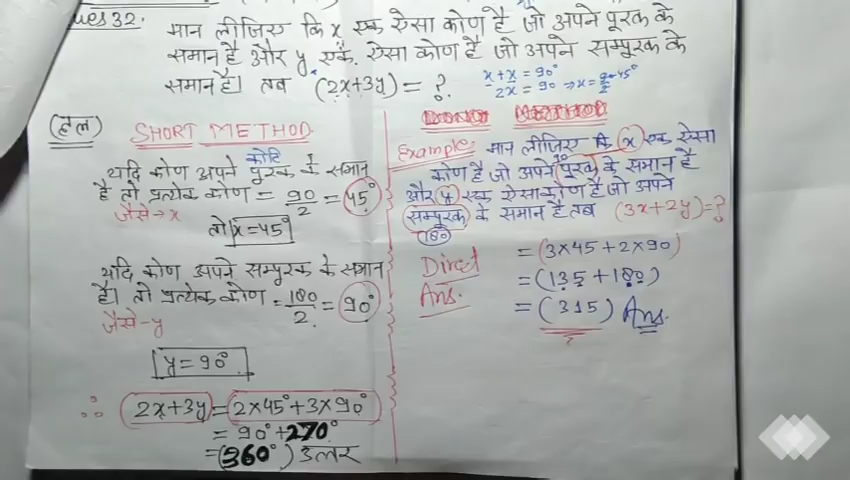 ues 32.
मान लीजिए कि x एक ऐसा कोण है जो अपने पूरक के
समान है और y एक ऐसा कोण है जो अपने सम्पूरक के
समान है। तब (2x+3y) = ?
x + x = 90°
2x = 90 ⇒ x = 90/2 = 45°
(हल)
SHORT METHOD
कोटि
यदि कोण अपने पूरक के समान
है तो प्रत्येक कोण = 90/2 = 45°
जैसे → x
तो x = 45°
यदि कोण अपने सम्पूरक के समान
है। तो प्रत्येक कोण = 180/2 = 90°
जैसे - y
y = 90°
∴ 2x+3y = 2×45° + 3×90°
= 90° + 270°
= (360°) उत्तर
Example: मान लीजिए कि x एक ऐसा
90
कोण है जो अपने पूरक के समान है
और y एक ऐसा कोण है जो अपने
सम्पूरक के समान है तब (3x+2y) = ?
180
Direct
Ans.
= (3×45 + 2×90)
= (135 + 180)
= (315) Ans.